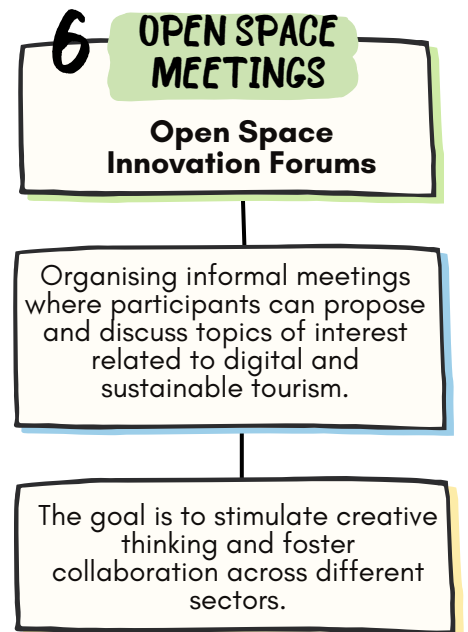 6
OPEN SPACE
MEETINGS
Open Space
Innovation Forums
Organising informal meetings
where participants can propose
and discuss topics of interest
related to digital and
sustainable tourism.
The goal is to stimulate creative
thinking and foster
collaboration across different
sectors.